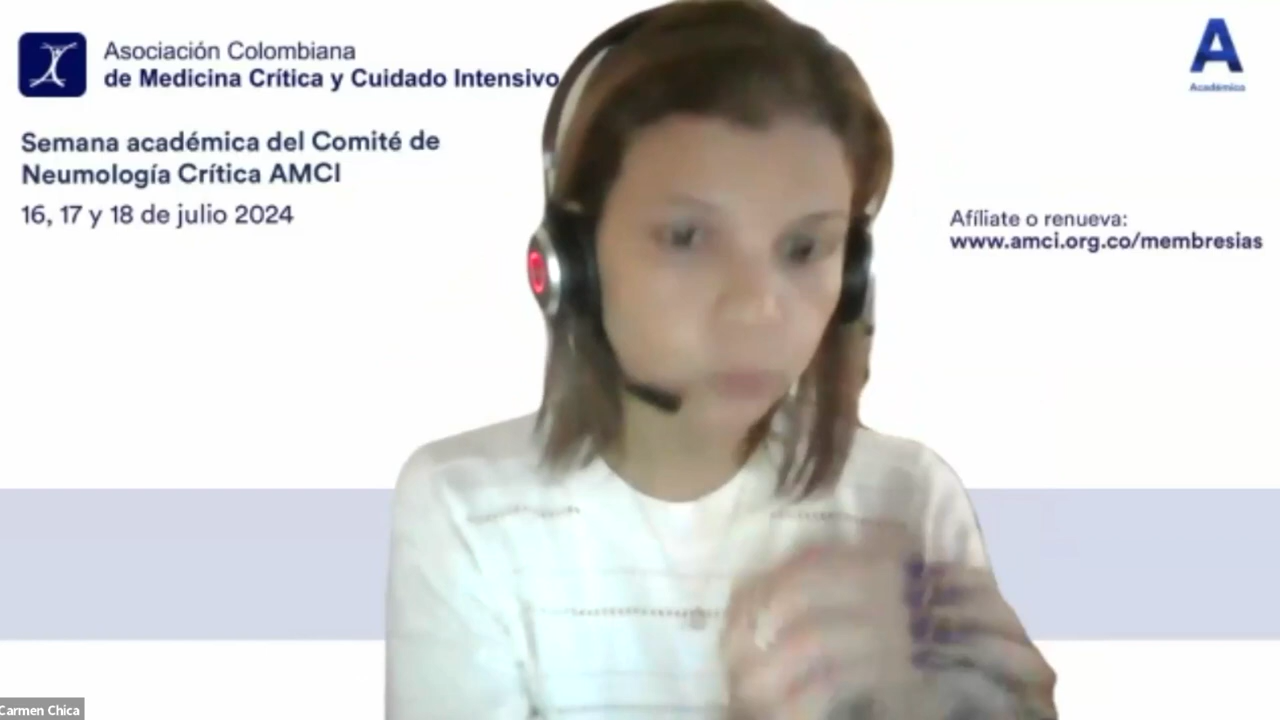 Asociación Colombiana
de Medicina Crítica y Cuidado Intensivo
Semana académica del Comité de
Neumología Crítica AMCI
16, 17 y 18 de julio 2024
A
Académico
Afíliate o renueva:
www.amci.org.co/membresias
Carmen Chica